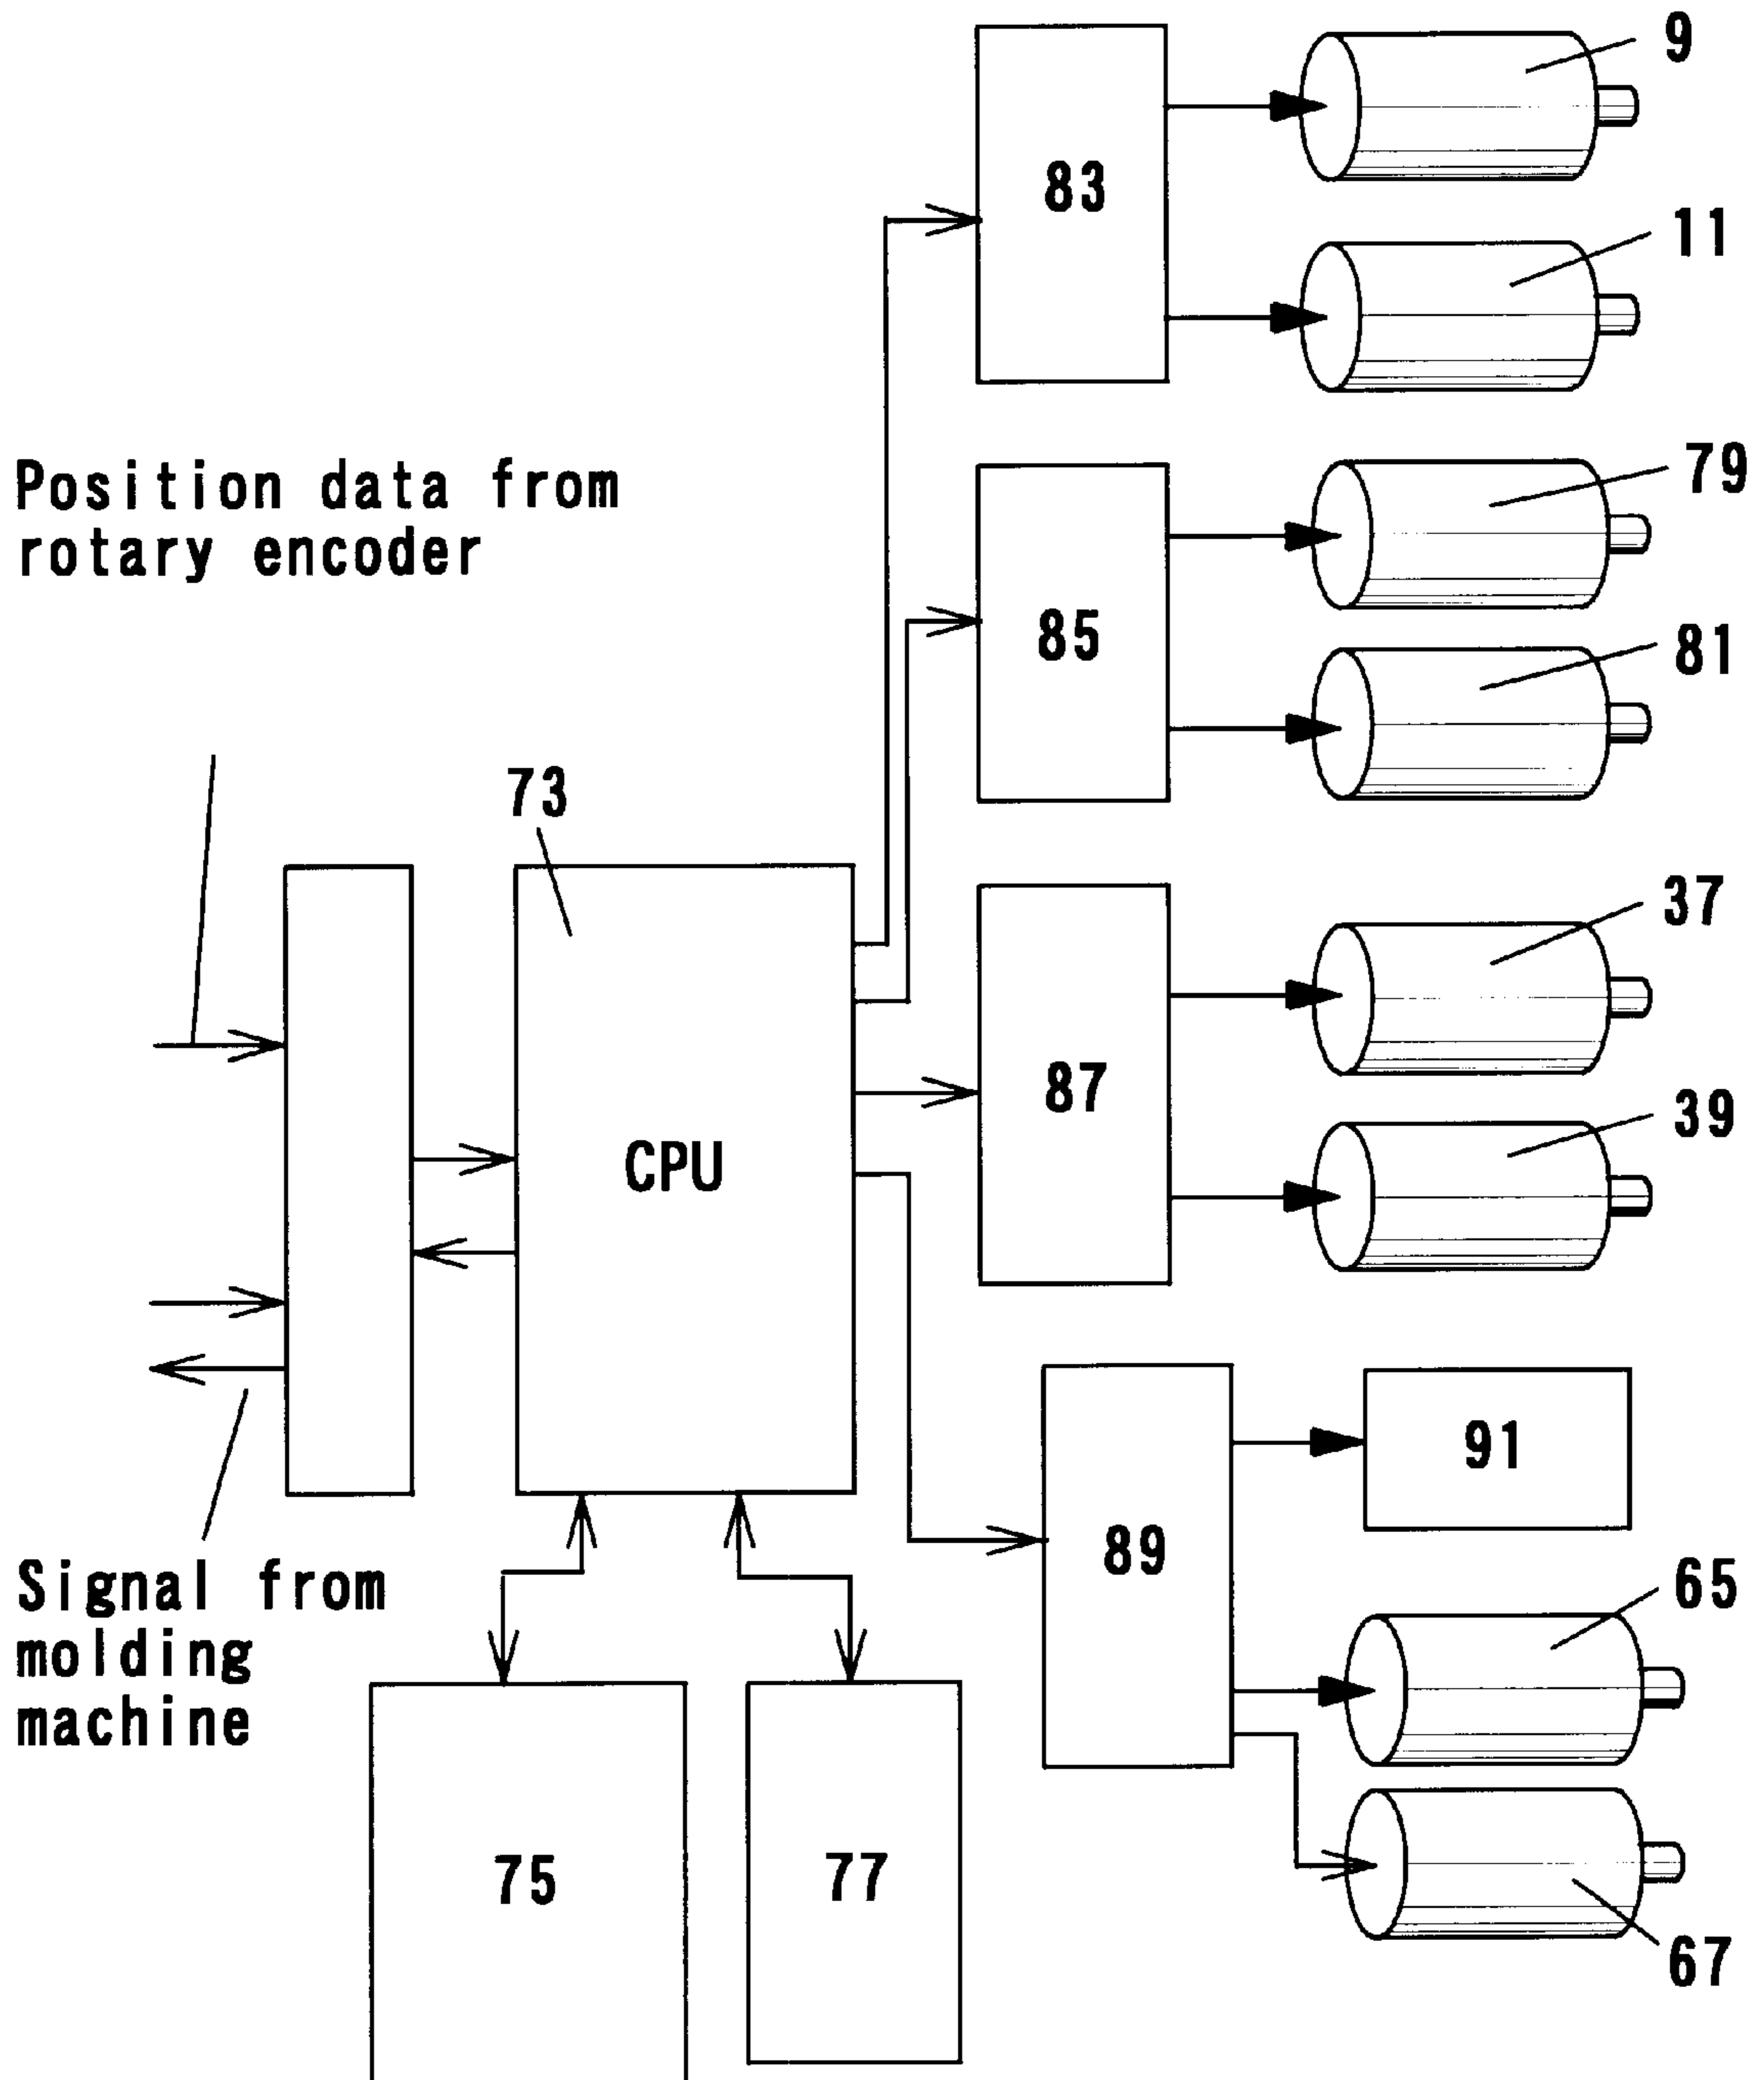 9
83
11
Position data from
rotary encoder
79
85
81
73
37
87
39
CPU
91
89
Signal from
molding
machine
65
75
77
67